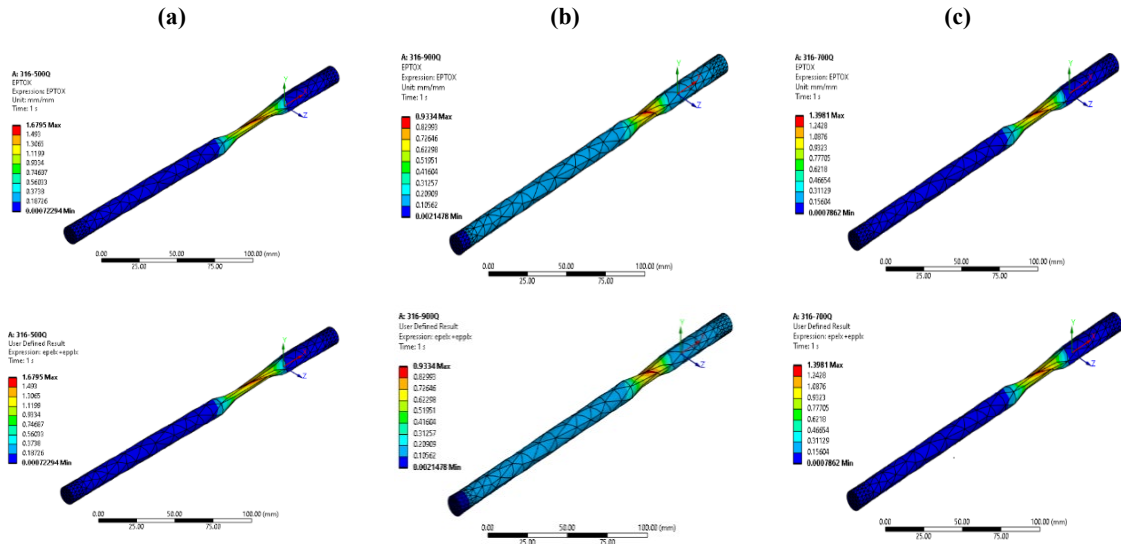 (a)
(b)
(c)
A: 316-500Q
EPTOX
Expression: EPTOX
Unit: mm/mm
Time: 1 s
1.6795 Max
1.493
1.3065
1.1199
0.9334
0.74687
0.56033
0.3738
0.18726
0.00072294 Min
Y
Z
0.00
50.00
100.00 (mm)
25.00
75.00
A: 316-900Q
EPTOX
Expression: EPTOX
Unit: mm/mm
Time: 1 s
0.9334 Max
0.82993
0.72646
0.62298
0.51951
0.41604
0.31257
0.20909
0.10562
0.0021478 Min
Y
Z
0.00
50.00
100.00 (mm)
25.00
75.00
A: 316-700Q
EPTOX
Expression: EPTOX
Unit: mm/mm
Time: 1 s
1.3981 Max
1.2428
1.0876
0.9323
0.77705
0.6218
0.46654
0.31129
0.15604
0.0007862 Min
Y
Z
0.00
50.00
100.00 (mm)
25.00
75.00
A: 316-500Q
User Defined Result
Expression: epelx+epplx
Time: 1 s
1.6795 Max
1.493
1.3065
1.1199
0.9334
0.74687
0.56033
0.3738
0.18726
0.00072294 Min
Y
Z
0.00
50.00
100.00 (mm)
25.00
75.00
A: 316-900Q
User Defined Result
Expression: epelx+epplx
Time: 1 s
0.9334 Max
0.82993
0.72646
0.62298
0.51951
0.41604
0.31257
0.20909
0.10562
0.0021478 Min
Y
Z
0.00
50.00
100.00 (mm)
25.00
75.00
A: 316-700Q
User Defined Result
Expression: epelx+epplx
Time: 1 s
1.3981 Max
1.2428
1.0876
0.9323
0.77705
0.6218
0.46654
0.31129
0.15604
0.0007862 Min
Y
Z
0.00
50.00
100.00 (mm)
25.00
75.00